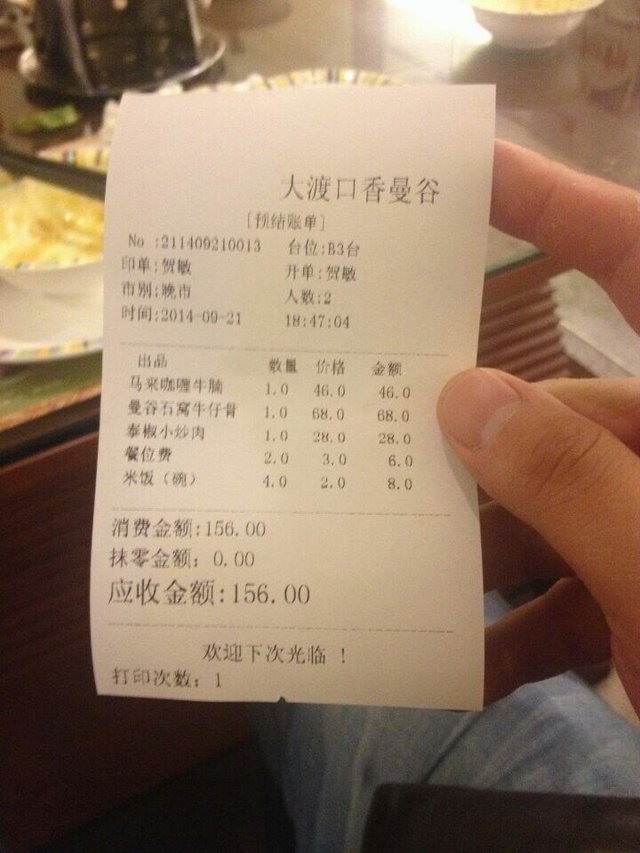 大渡口香曼谷
[预结账单]
No :211409210013 台位:B3台
印单:贺敏 开单:贺敏
市别:晚市 人数:2
时间:2014-09-21 18:47:04
出品 数量 价格 金额
马来咖喱牛腩 1.0 46.0 46.0
曼谷石窝牛仔骨 1.0 68.0 68.0
泰椒小炒肉 1.0 28.0 28.0
餐位费 2.0 3.0 6.0
米饭（碗） 4.0 2.0 8.0
消费金额:156.00
抹零金额：0.00
应收金额:156.00
欢迎下次光临！
打印次数：1